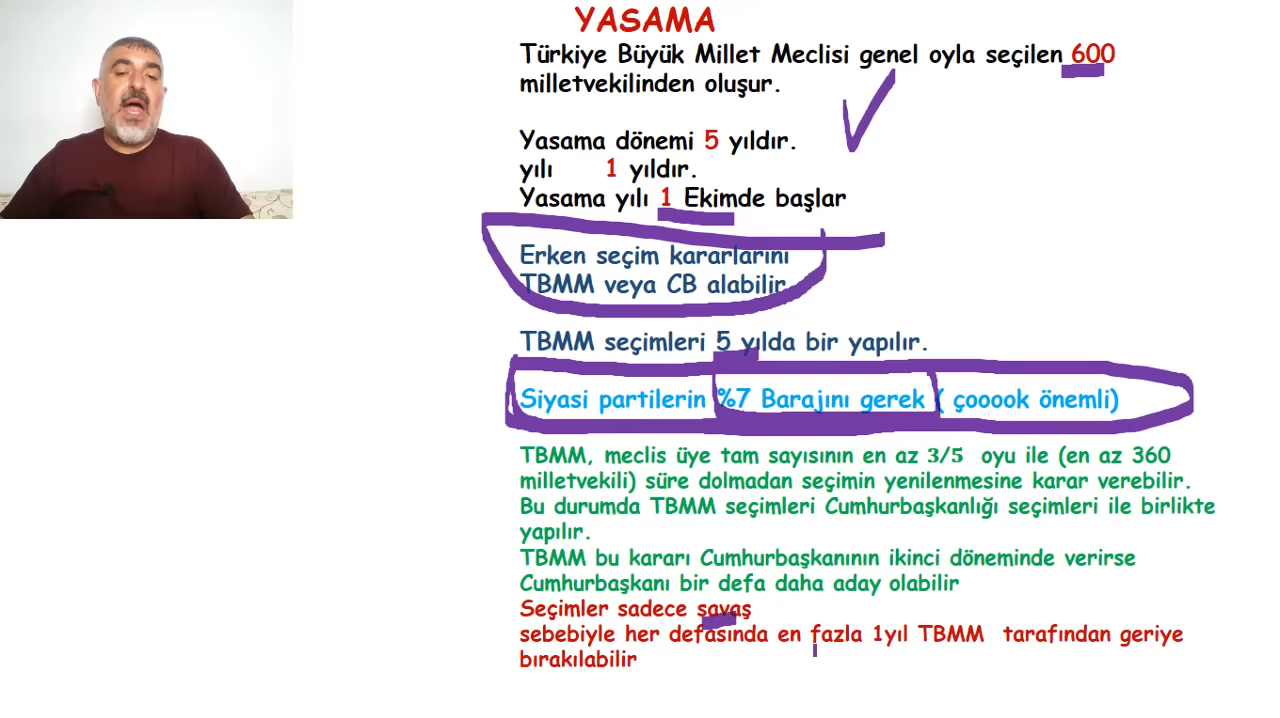 YASAMA
Türkiye Büyük Millet Meclisi genel oyla seçilen 600
milletvekilinden oluşur.
Yasama dönemi 5 yıldır.
yılı 1 yıldır.
Yasama yılı 1 Ekimde başlar
Erken seçim kararlarını
TBMM veya CB alabilir
TBMM seçimleri 5 yılda bir yapılır.
Siyasi partilerin %7 Barajını gerek ( çooook önemli)
TBMM, meclis üye tam sayısının en az 3/5 oyu ile (en az 360
milletvekili) süre dolmadan seçimin yenilenmesine karar verebilir.
Bu durumda TBMM seçimleri Cumhurbaşkanlığı seçimleri ile birlikte
yapılır.
TBMM bu kararı Cumhurbaşkanının ikinci döneminde verirse
Cumhurbaşkanı bir defa daha aday olabilir
Seçimler sadece savaş
sebebiyle her defasında en fazla 1yıl TBMM tarafından geriye
bırakılabilir